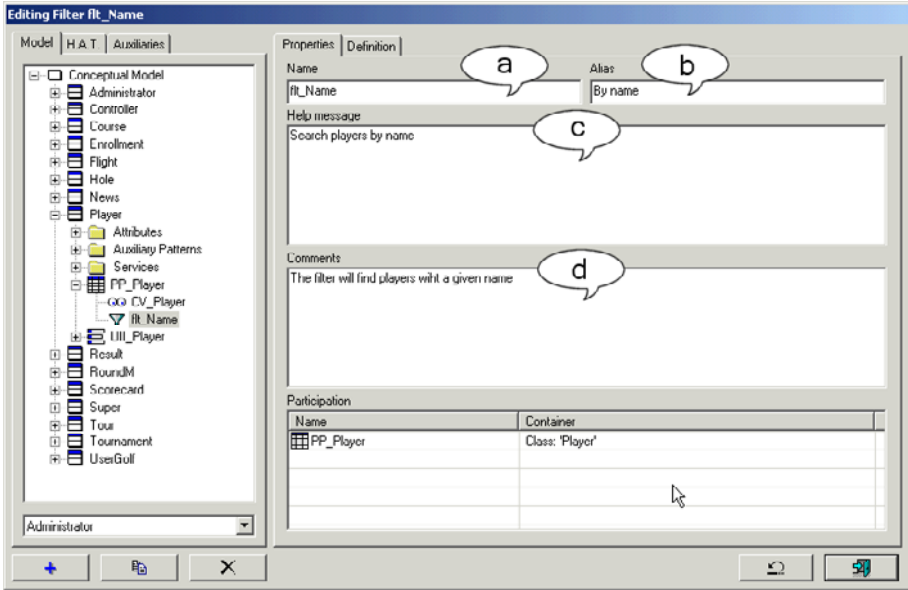 Editing Filter flt_Name
Model H.A.T. Auxiliaries
Conceptual Model
Administrator
Controller
Course
Enrollment
Flight
Hole
News
Player
Attributes
Auxiliary Patterns
Services
PP_Player
CV_Player
flt_Name
UII_Player
Result
RoundM
Scorecard
Super
Tour
Tournament
UserGolf
Administrator
Properties Definition
Name a Alias b
flt_Name By name
Help message c
Search players by name
Comments d
The filter will find players wiht a given name
Participation
Name Container
PP_Player Class: 'Player'